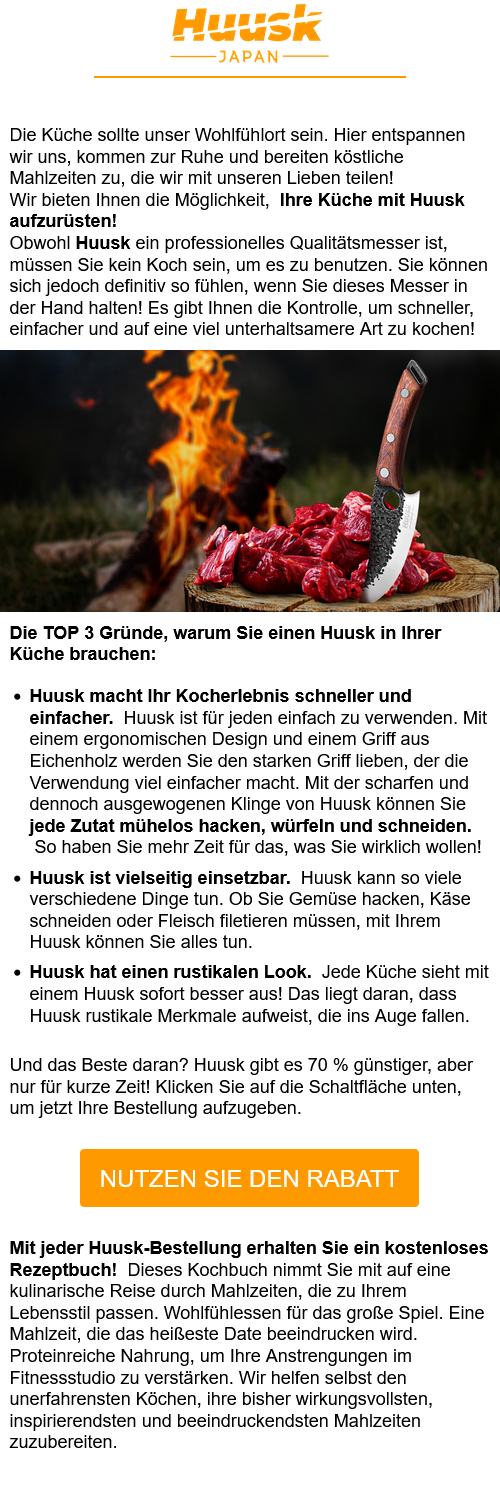 Huusk
JAPAN
Die Küche sollte unser Wohlfühlort sein. Hier entspannen
wir uns, kommen zur Ruhe und bereiten köstliche
Mahlzeiten zu, die wir mit unseren Lieben teilen!
Wir bieten Ihnen die Möglichkeit,  Ihre Küche mit Huusk
aufzurüsten!
Obwohl Huusk ein professionelles Qualitätsmesser ist,
müssen Sie kein Koch sein, um es zu benutzen. Sie können
sich jedoch definitiv so fühlen, wenn Sie dieses Messer in
der Hand halten! Es gibt Ihnen die Kontrolle, um schneller,
einfacher und auf eine viel unterhaltsamere Art zu kochen!
Die TOP 3 Gründe, warum Sie einen Huusk in Ihrer
Küche brauchen:
• Huusk macht Ihr Kocherlebnis schneller und
einfacher.  Huusk ist für jeden einfach zu verwenden. Mit
einem ergonomischen Design und einem Griff aus
Eichenholz werden Sie den starken Griff lieben, der die
Verwendung viel einfacher macht. Mit der scharfen und
dennoch ausgewogenen Klinge von Huusk können Sie
jede Zutat mühelos hacken, würfeln und schneiden.
So haben Sie mehr Zeit für das, was Sie wirklich wollen!
• Huusk ist vielseitig einsetzbar.  Huusk kann so viele
verschiedene Dinge tun. Ob Sie Gemüse hacken, Käse
schneiden oder Fleisch filetieren müssen, mit Ihrem
Huusk können Sie alles tun.
• Huusk hat einen rustikalen Look.  Jede Küche sieht mit
einem Huusk sofort besser aus! Das liegt daran, dass
Huusk rustikale Merkmale aufweist, die ins Auge fallen.
Und das Beste daran? Huusk gibt es 70 % günstiger, aber
nur für kurze Zeit! Klicken Sie auf die Schaltfläche unten,
um jetzt Ihre Bestellung aufzugeben.
NUTZEN SIE DEN RABATT
Mit jeder Huusk-Bestellung erhalten Sie ein kostenloses
Rezeptbuch!  Dieses Kochbuch nimmt Sie mit auf eine
kulinarische Reise durch Mahlzeiten, die zu Ihrem
Lebensstil passen. Wohlfühlessen für das große Spiel. Eine
Mahlzeit, die das heißeste Date beeindrucken wird.
Proteinreiche Nahrung, um Ihre Anstrengungen im
Fitnessstudio zu verstärken. Wir helfen selbst den
unerfahrensten Köchen, ihre bisher wirkungsvollsten,
inspirierendsten und beeindruckendsten Mahlzeiten
zuzubereiten.